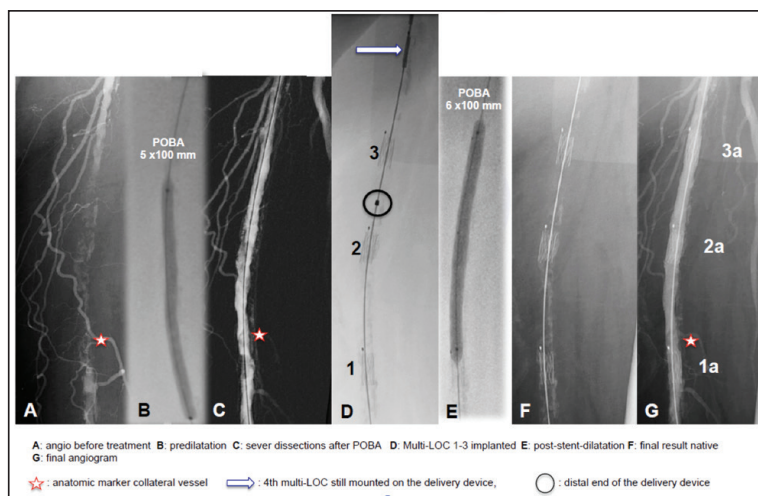 POBA
5 x100 mm
3
2
1
POBA
6 x100 mm
3a
2a
1a
A
B
C
D
E
F
G
A: angio before treatment B: predilatation C: sever dissections after POBA D: Multi-LOC 1-3 implanted E: post-stent-dilatation F: final result native
G: final angiogram
: anatomic marker collateral vessel
: 4th multi-LOC still mounted on the delivery device,
: distal end of the delivery device